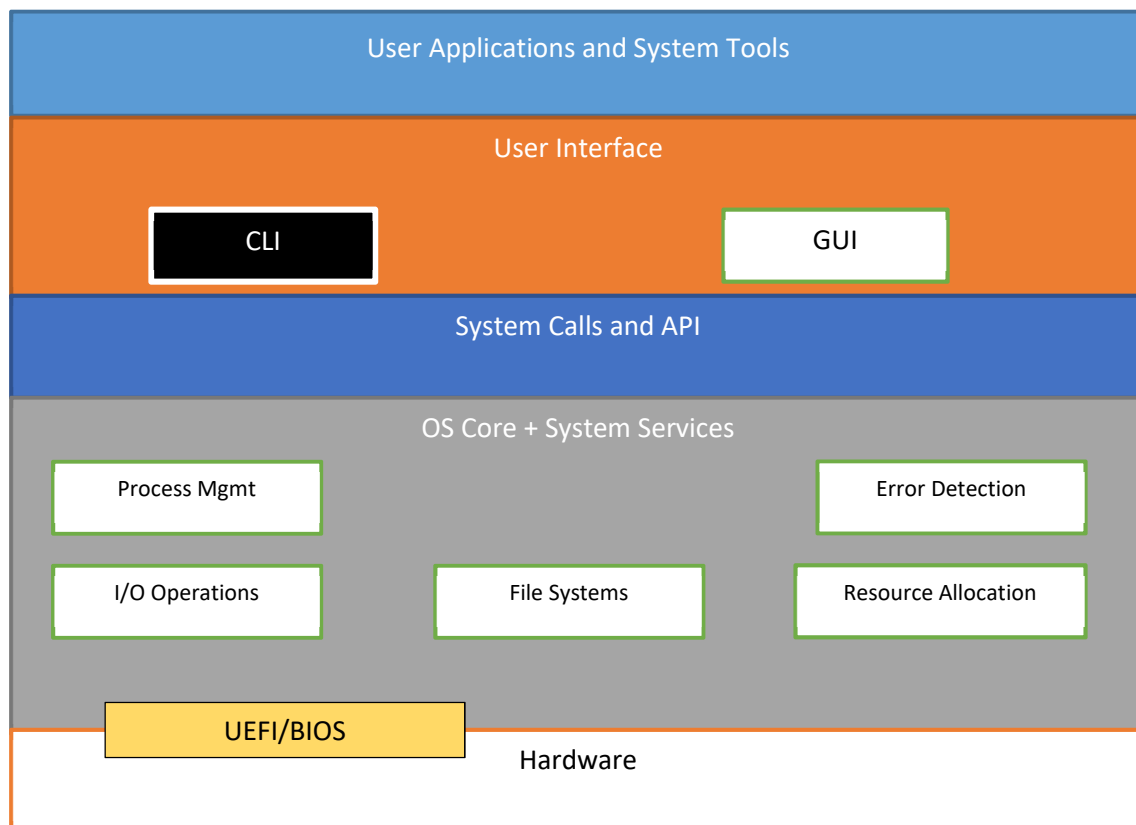 User Applications and System Tools
User Interface
CLI
GUI
System Calls and API
OS Core + System Services
Process Mgmt
Error Detection
I/O Operations
File Systems
Resource Allocation
UEFI/BIOS
Hardware